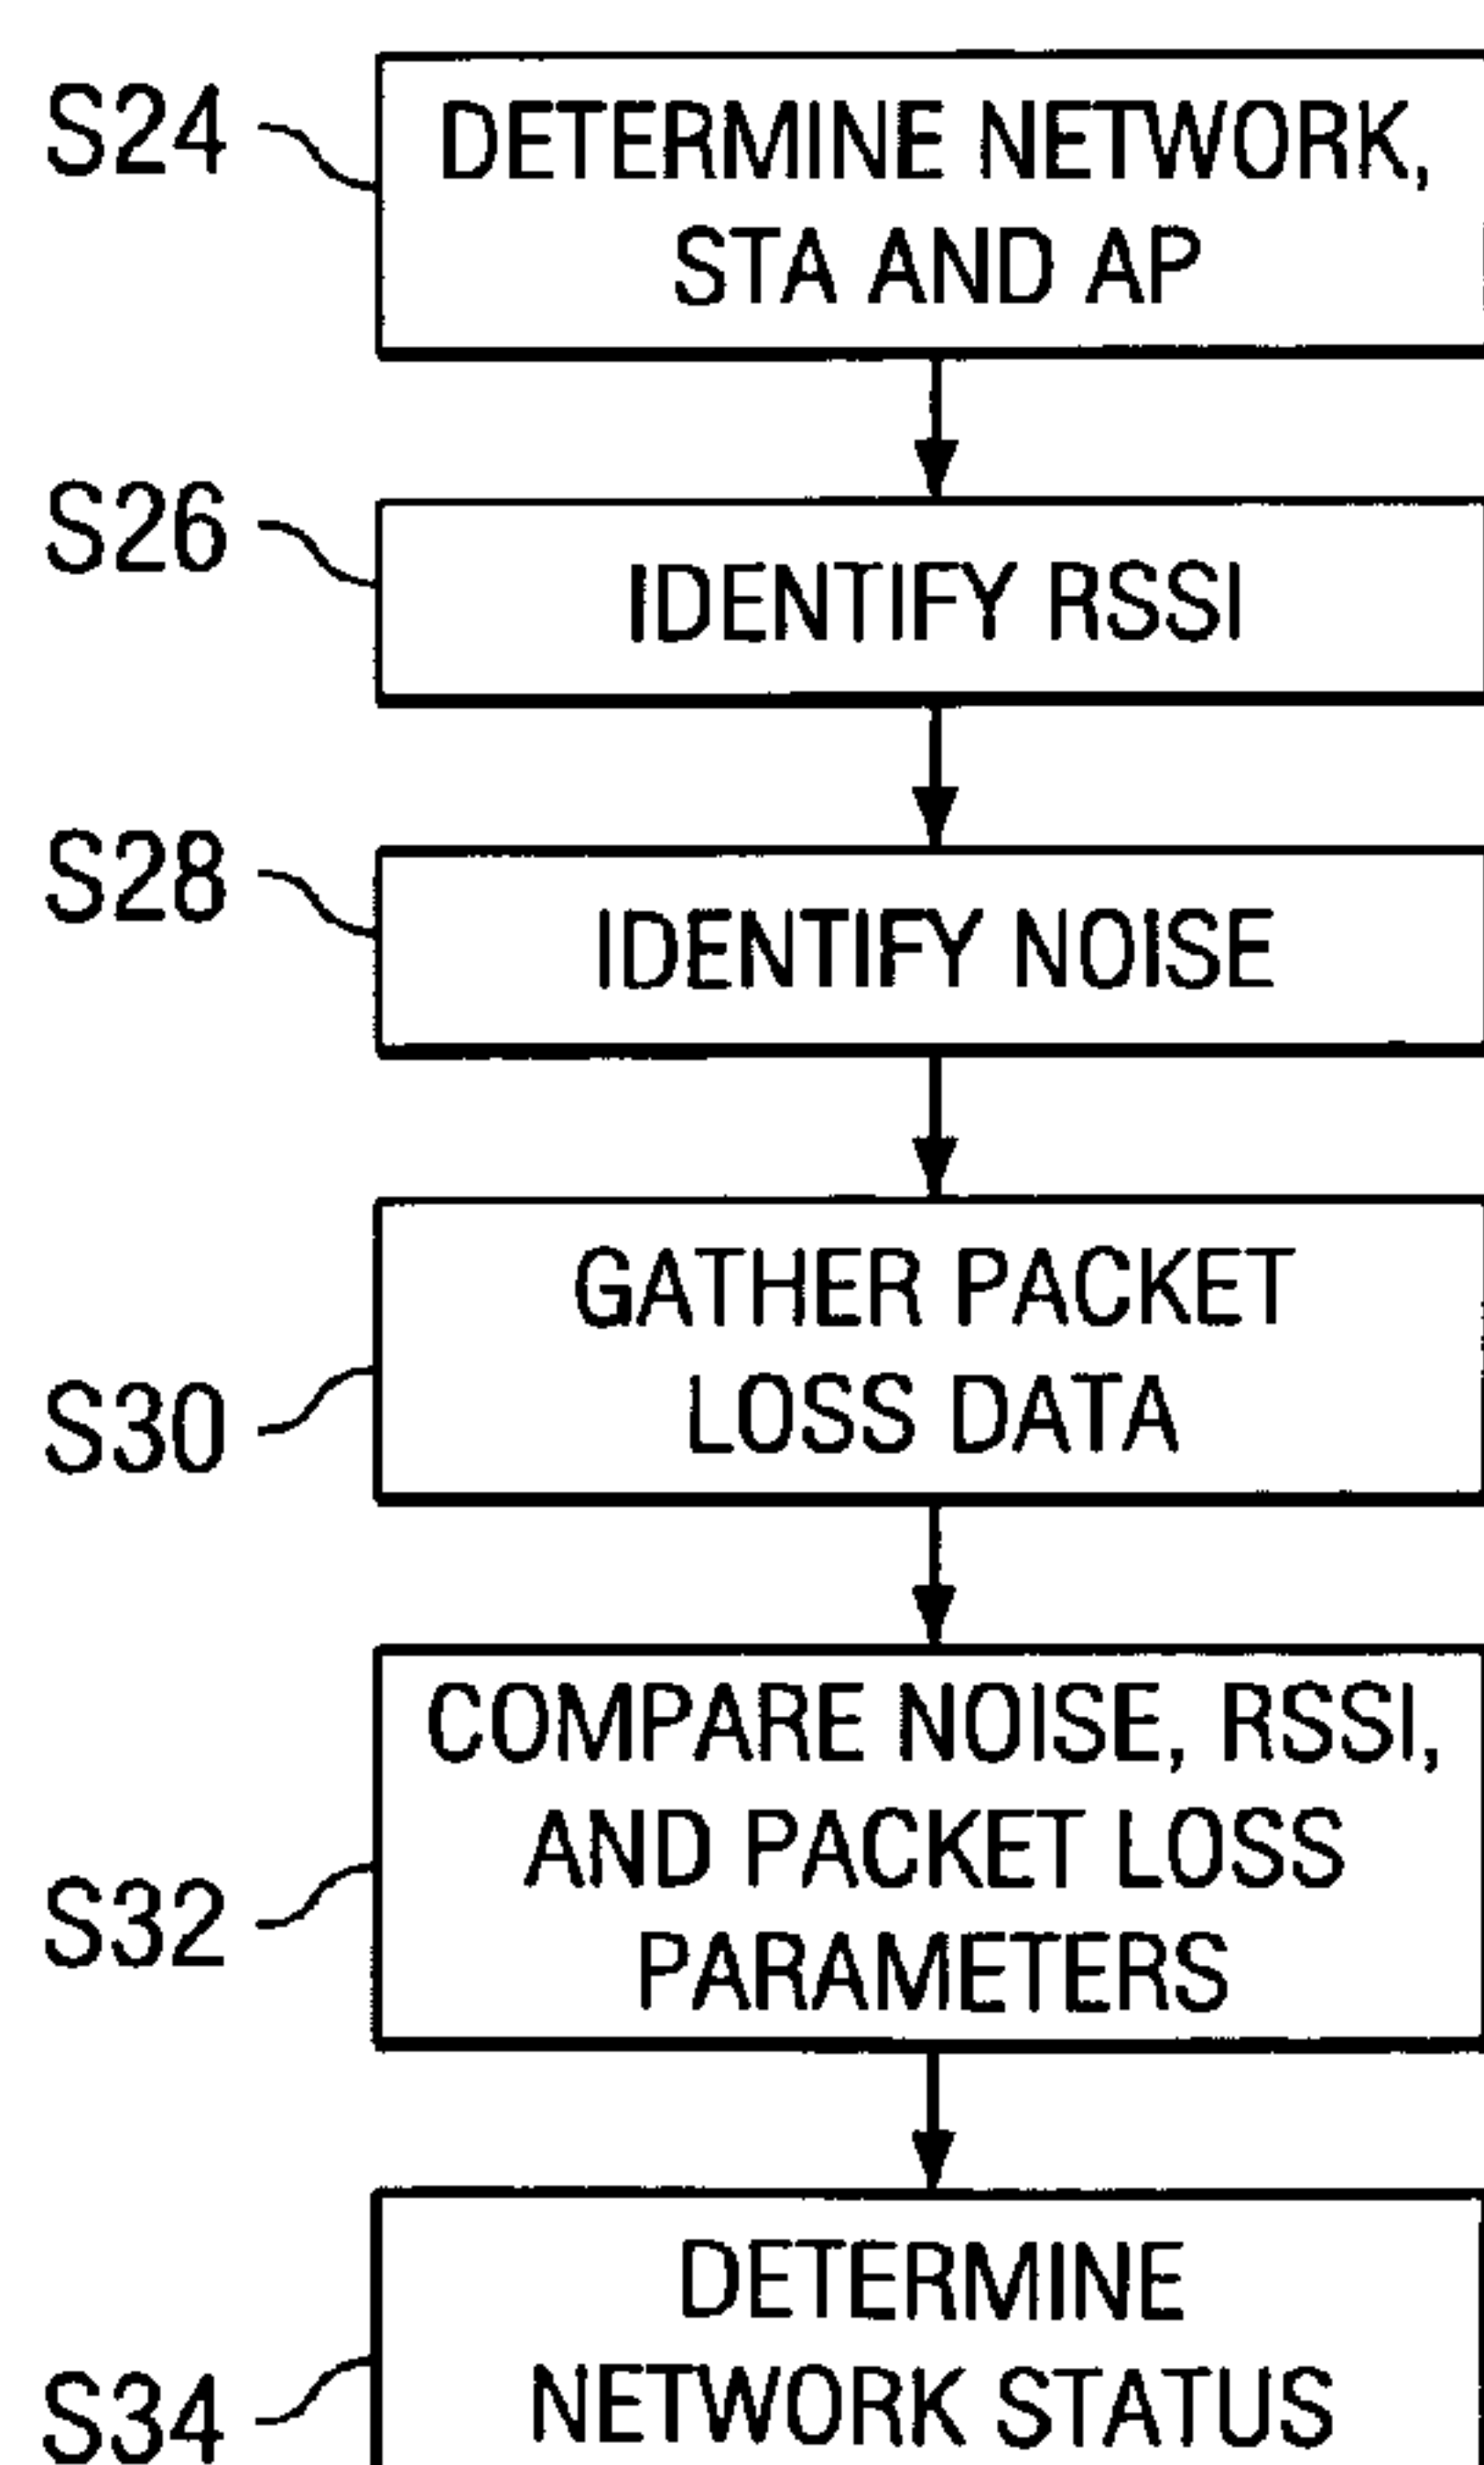 S24
DETERMINE NETWORK,
STA AND AP
S26
IDENTIFY RSSI
S28
IDENTIFY NOISE
GATHER PACKET
LOSS DATA
S30
COMPARE NOISE, RSSI,
AND PACKET LOSS
PARAMETERS
S32
DETERMINE
NETWORK STATUS
S34